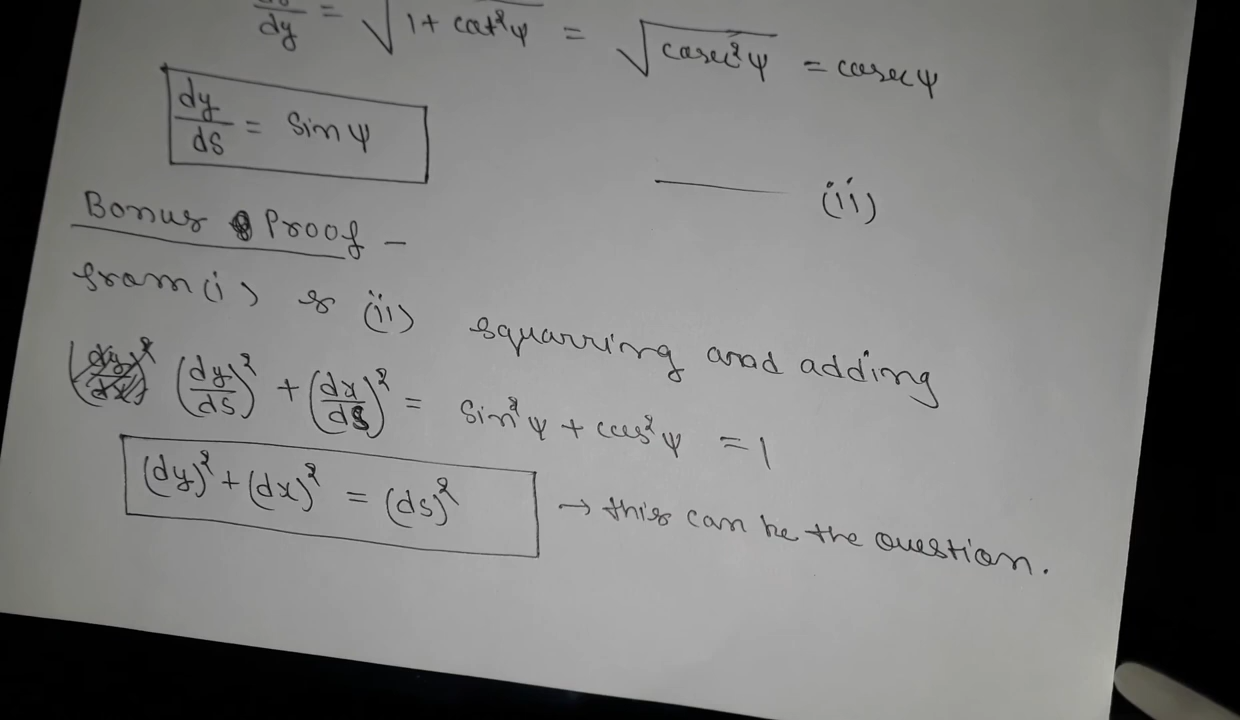 /dy = √1 + cot²ψ = √cosec²ψ = cosecψ
dy/ds = Sinψ
—— (ii)
Bonus Proof –
from (i) & (ii) squarring and adding
(dy/ds)² + (dx/ds)² = Sin²ψ + cos²ψ = 1
(dy)² + (dx)² = (ds)² → this can be the question.